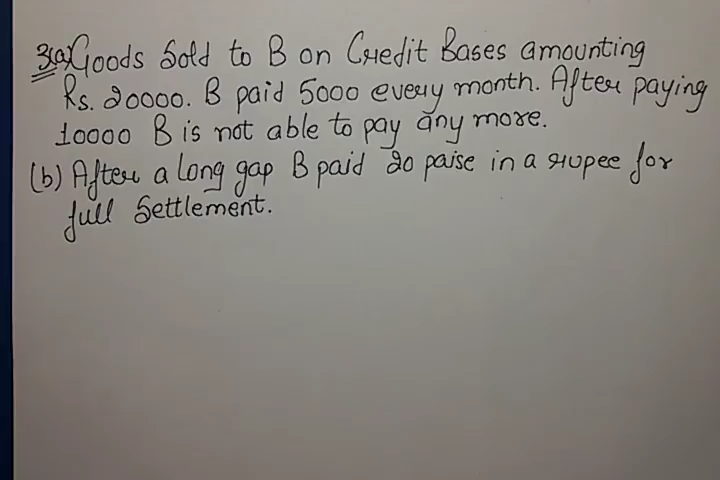 3(a) Goods Sold to B on Credit Bases amounting
Rs. 20000. B paid 5000 every month. After paying
10000 B is not able to pay any more.
(b) After a long gap B paid 20 paise in a rupee for
full Settlement.